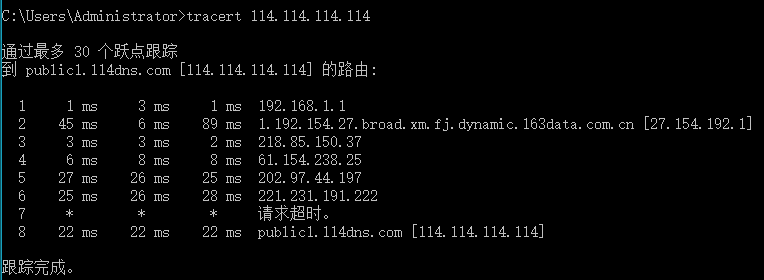 C:\Users\Administrator>tracert 114.114.114.114
通过最多 30 个跃点跟踪
到 public1.114dns.com [114.114.114.114] 的路由:
1 1 ms 3 ms 1 ms 192.168.1.1
2 45 ms 6 ms 89 ms 1.192.154.27.broad.xm.fj.dynamic.163data.com.cn [27.154.192.1]
3 3 ms 3 ms 2 ms 218.85.150.37
4 6 ms 8 ms 8 ms 61.154.238.25
5 27 ms 26 ms 25 ms 202.97.44.197
6 25 ms 26 ms 28 ms 221.231.191.222
7 * * * 请求超时。
8 22 ms 22 ms 22 ms public1.114dns.com [114.114.114.114]
跟踪完成。